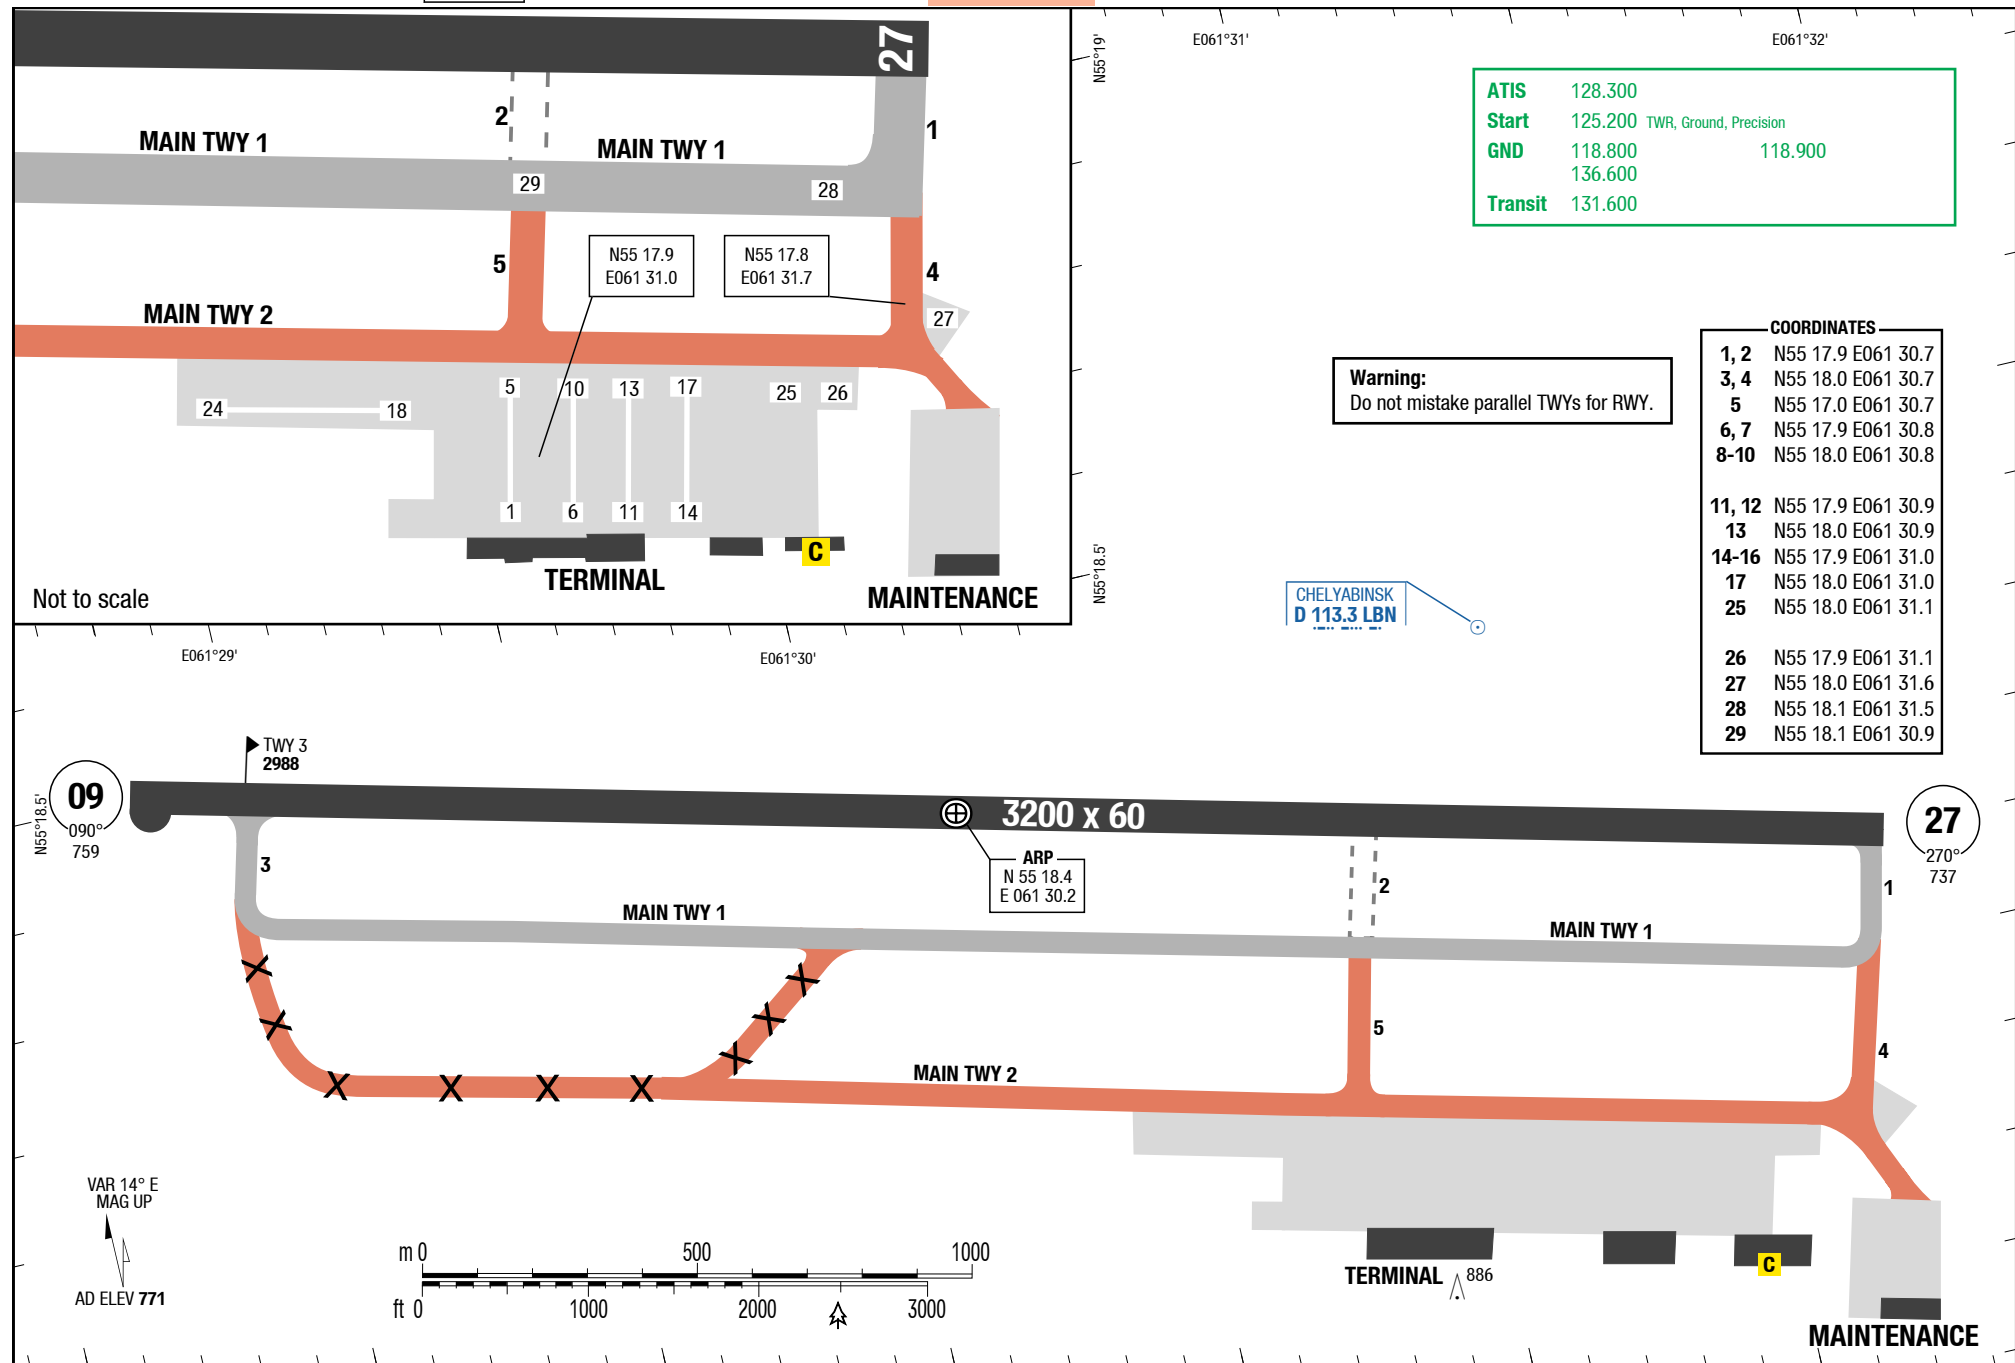 27
2
1
MAIN TWY 1
MAIN TWY 1
29
28
5
4
N55 17.9
E061 31.0
N55 17.8
E061 31.7
MAIN TWY 2
27
5
10
13
17
25
26
24
18
1
6
11
14
C
TERMINAL
MAINTENANCE
Not to scale
E061°31'
E061°32'
N55°19'
N55°18.5'
ATIS 128.300
Start 125.200 TWR, Ground, Precision
GND 118.800 118.900
136.600
Transit 131.600
Warning:
Do not mistake parallel TWYs for RWY.
COORDINATES
1, 2 N55 17.9 E061 30.7
3, 4 N55 18.0 E061 30.7
5 N55 17.0 E061 30.7
6, 7 N55 17.9 E061 30.8
8-10 N55 18.0 E061 30.8
11, 12 N55 17.9 E061 30.9
13 N55 18.0 E061 30.9
14-16 N55 17.9 E061 31.0
17 N55 18.0 E061 31.0
25 N55 18.0 E061 31.1
26 N55 17.9 E061 31.1
27 N55 18.0 E061 31.6
28 N55 18.1 E061 31.5
29 N55 18.1 E061 30.9
CHELYABINSK
D 113.3 LBN
E061°29'
E061°30'
TWY 3
2988
N55°18.5'
09
090°
759
3200 x 60
27
270°
737
ARP
N 55 18.4
E 061 30.2
3
2
1
MAIN TWY 1
MAIN TWY 1
5
4
MAIN TWY 2
VAR 14° E
MAG UP
AD ELEV 771
m 0 500 1000
ft 0 1000 2000 3000
TERMINAL
886
C
MAINTENANCE